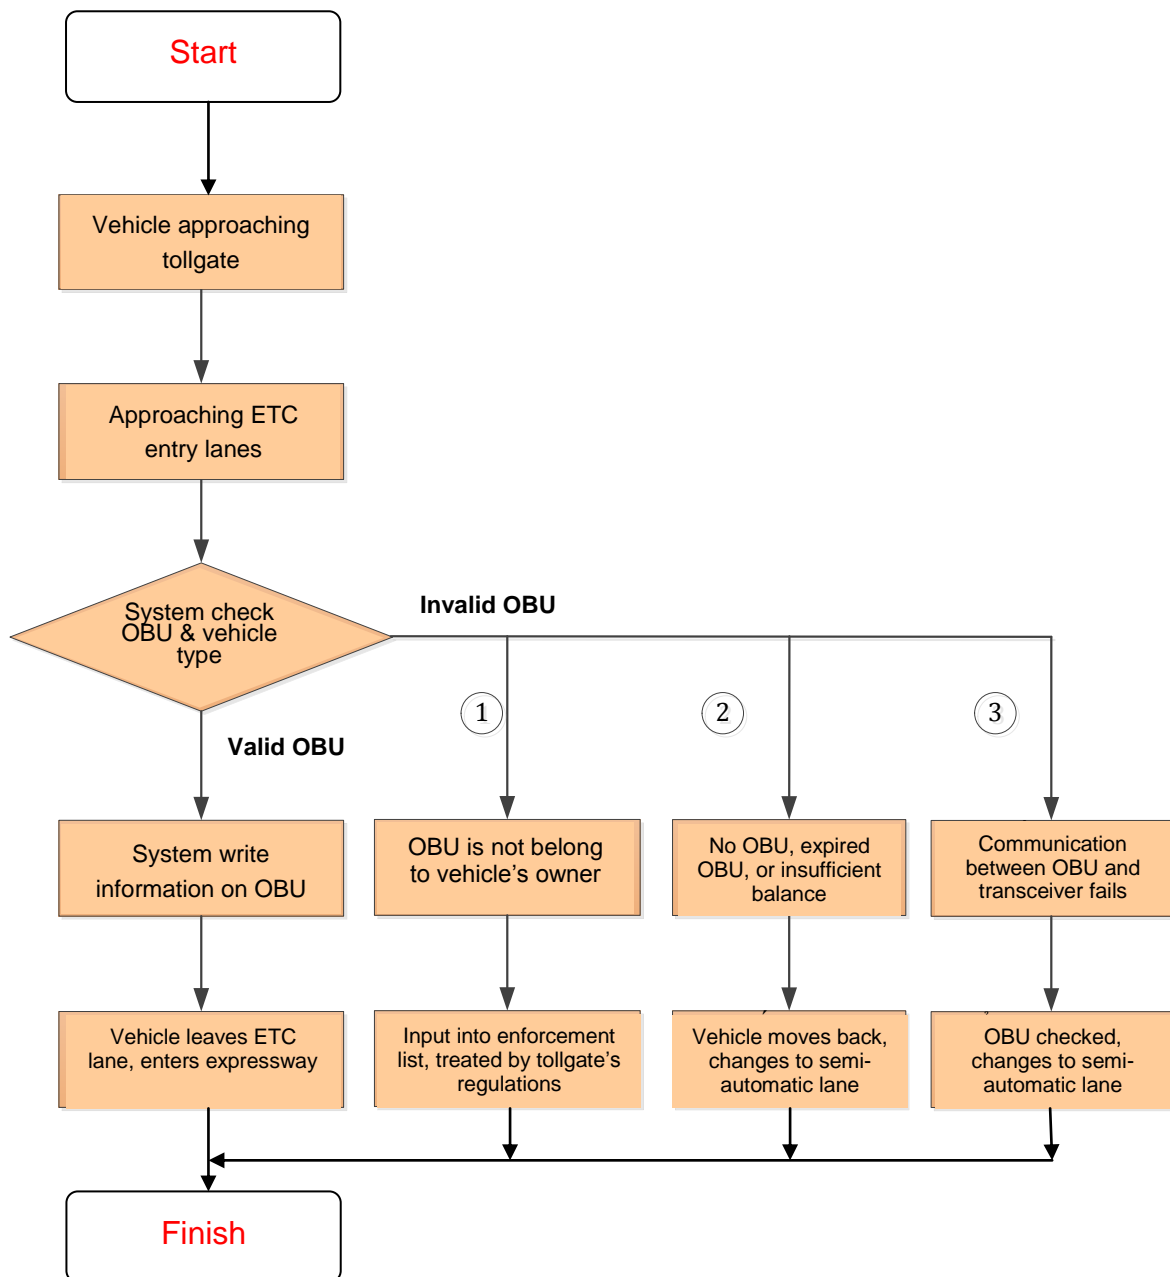 Start
Vehicle approaching
tollgate
Approaching ETC
entry lanes
System check
OBU & vehicle
type
Invalid OBU
Valid OBU
1
2
3
System write
information on OBU
OBU is not belong
to vehicle's owner
No OBU, expired
OBU, or insufficient
balance
Communication
between OBU and
transceiver fails
Vehicle leaves ETC
lane, enters expressway
Input into enforcement
list, treated by tollgate's
regulations
Vehicle moves back,
changes to semi-
automatic lane
OBU checked,
changes to semi-
automatic lane
Finish